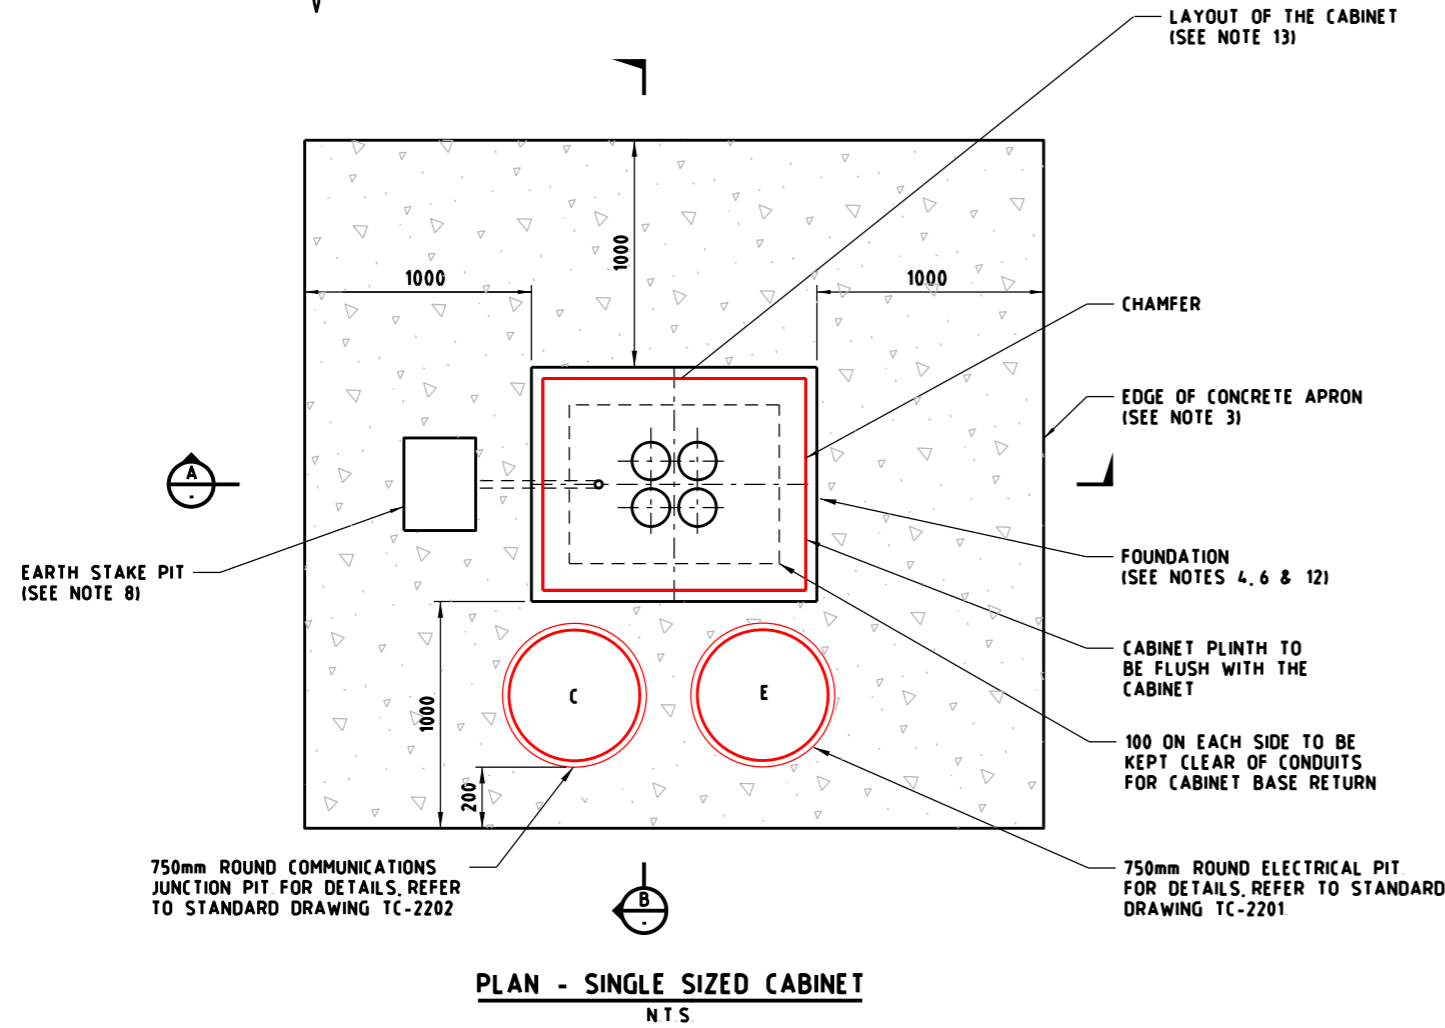 LAYOUT OF THE CABINET
(SEE NOTE 13)
1000
1000
1000
CHAMFER
EDGE OF CONCRETE APRON
(SEE NOTE 3)
A
-
EARTH STAKE PIT
(SEE NOTE 8)
FOUNDATION
(SEE NOTES 4, 6 & 12)
CABINET PLINTH TO
BE FLUSH WITH THE
CABINET
C
E
1000
200
100 ON EACH SIDE TO BE
KEPT CLEAR OF CONDUITS
FOR CABINET BASE RETURN
750mm ROUND COMMUNICATIONS
JUNCTION PIT. FOR DETAILS, REFER
TO STANDARD DRAWING TC-2202
750mm ROUND ELECTRICAL PIT.
FOR DETAILS, REFER TO STANDARD
DRAWING TC-2201.
B
-
PLAN - SINGLE SIZED CABINET
N.T.S.